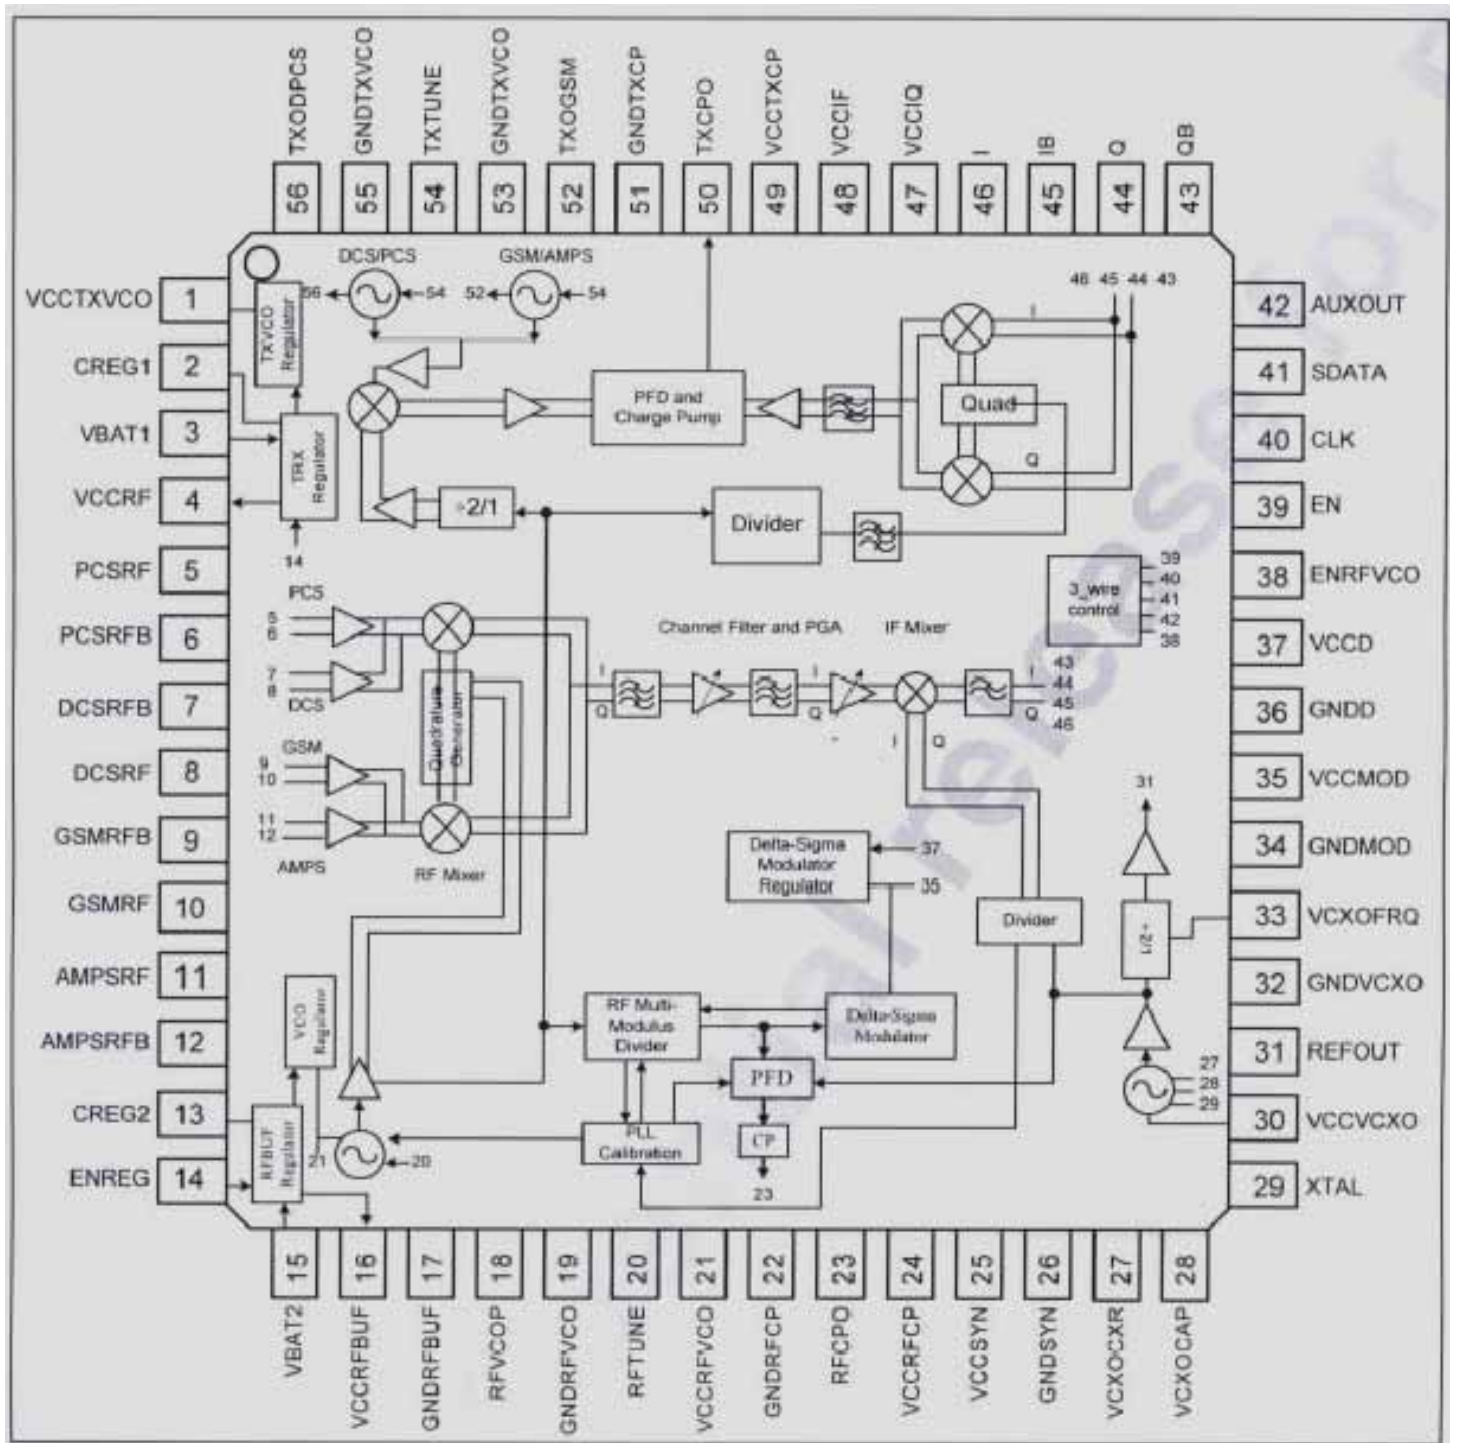 TXODPCS
GNDTXVCO
TXTUNE
GNDTXVCO
TXOGSM
GNDTXCP
TXCPO
VCCTXCP
VCCIF
VCCIQ
I
IB
Q
QB
56
55
54
53
52
51
50
49
48
47
46
45
44
43
VCCTXVCO 1
CREG1 2
VBAT1 3
VCCRF 4
PCSRF 5
PCSRFB 6
DCSRFB 7
DCSRF 8
GSMRFB 9
GSMRF 10
AMPSRF 11
AMPSRFB 12
CREG2 13
ENREG 14
42 AUXOUT
41 SDATA
40 CLK
39 EN
38 ENRFVCO
37 VCCD
36 GNDD
35 VCCMOD
34 GNDMOD
33 VCXOFRQ
32 GNDVCXO
31 REFOUT
30 VCCVCXO
29 XTAL
DCS/PCS
GSM/AMPS
56
54
52
54
46 45 44 43
TXVCO
Regulator
TRX
Regulator
14
PFD and
Charge Pump
I
Quad
Q
÷2/1
Divider
3_wire
control
39
40
41
42
38
PCS
5
6
7
8
DCS
GSM
9
10
11
12
AMPS
Quadrature
Generator
RF Mixer
Channel Filter and PGA
IF Mixer
I
Q
I
Q
I
Q
I
Q
43
44
45
46
Delta-Sigma
Modulator
Regulator
37
35
Divider
31
÷2/1
27
28
29
VCO
Regulator
RFBUF
Regulator
21
20
RF Multi-
Modulus
Divider
Delta-Sigma
Modulator
PFD
CP
23
PLL
Calibration
15
16
17
18
19
20
21
22
23
24
25
26
27
28
VBAT2
VCCRFBUF
GNDRFBUF
RFVCOP
GNDRFVCO
RFTUNE
VCCRFVCO
GNDRFCP
RFCPO
VCCRFCP
VCCSYN
GNDSYN
VCXOCXR
VCXOCAP